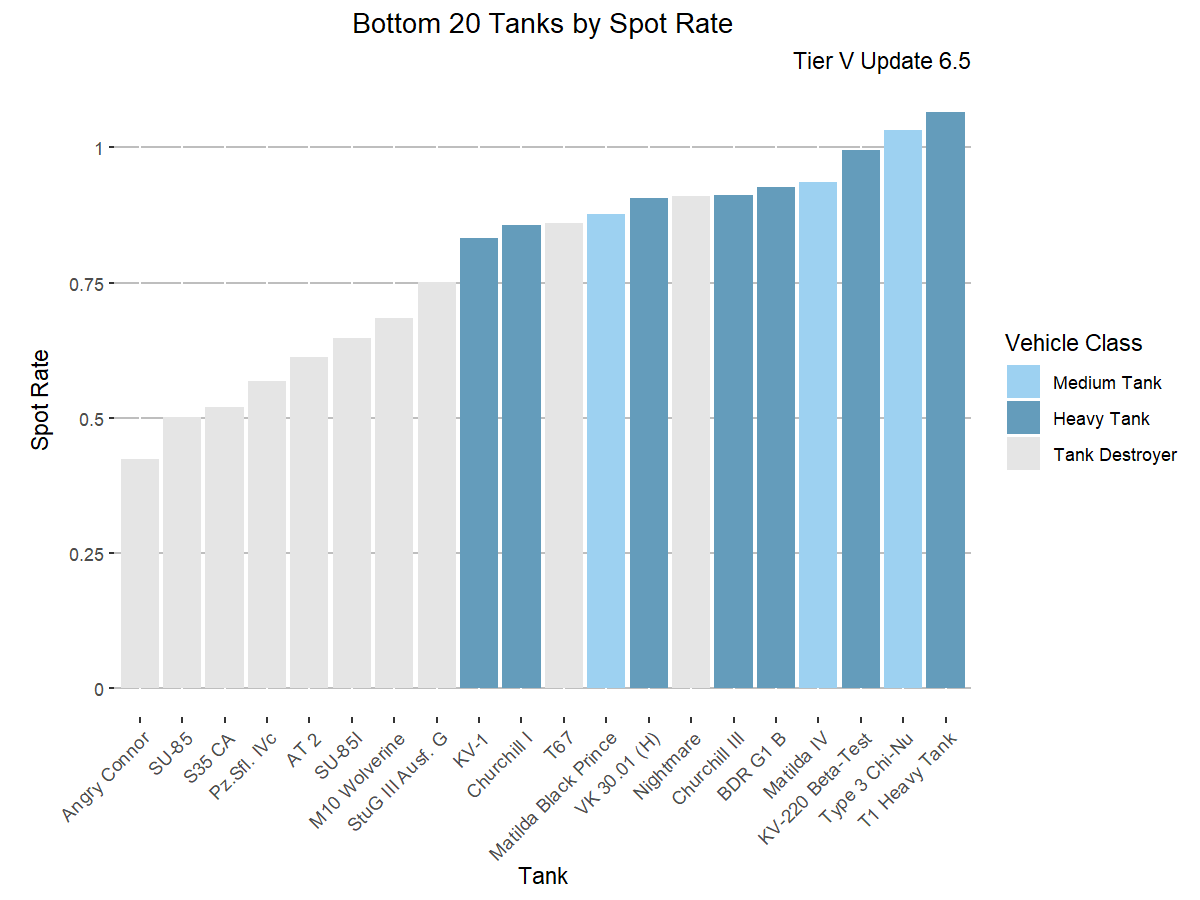 Bottom 20 Tanks by Spot Rate
Tier V Update 6.5
1
0.75
0.5
0.25
0
Spot Rate
Angry Connor
SU-85
S35 CA
Pz.Sfl. IVc
AT 2
SU-85I
M10 Wolverine
StuG III Ausf. G
KV-1
Churchill I
T67
Matilda Black Prince
VK 30.01 (H)
Nightmare
Churchill III
BDR G1 B
Matilda IV
KV-220 Beta-Test
Type 3 Chi-Nu
T1 Heavy Tank
Tank
Vehicle Class
Medium Tank
Heavy Tank
Tank Destroyer